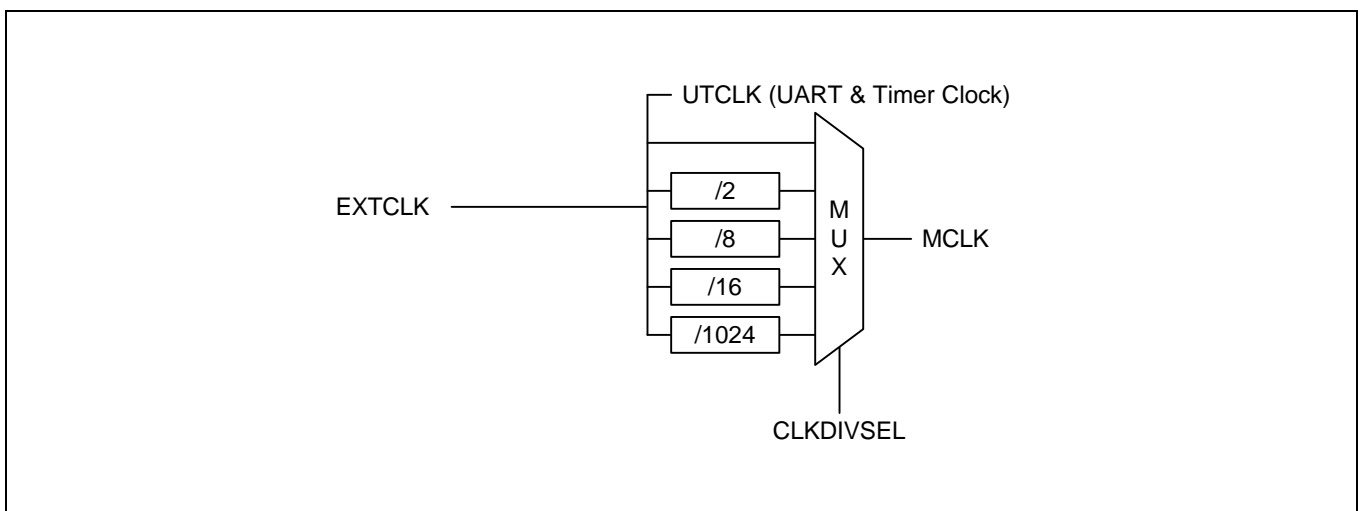 UTCLK (UART & Timer Clock)
EXTCLK
/2
/8
/16
/1024
M
U
X
MCLK
CLKDIVSEL